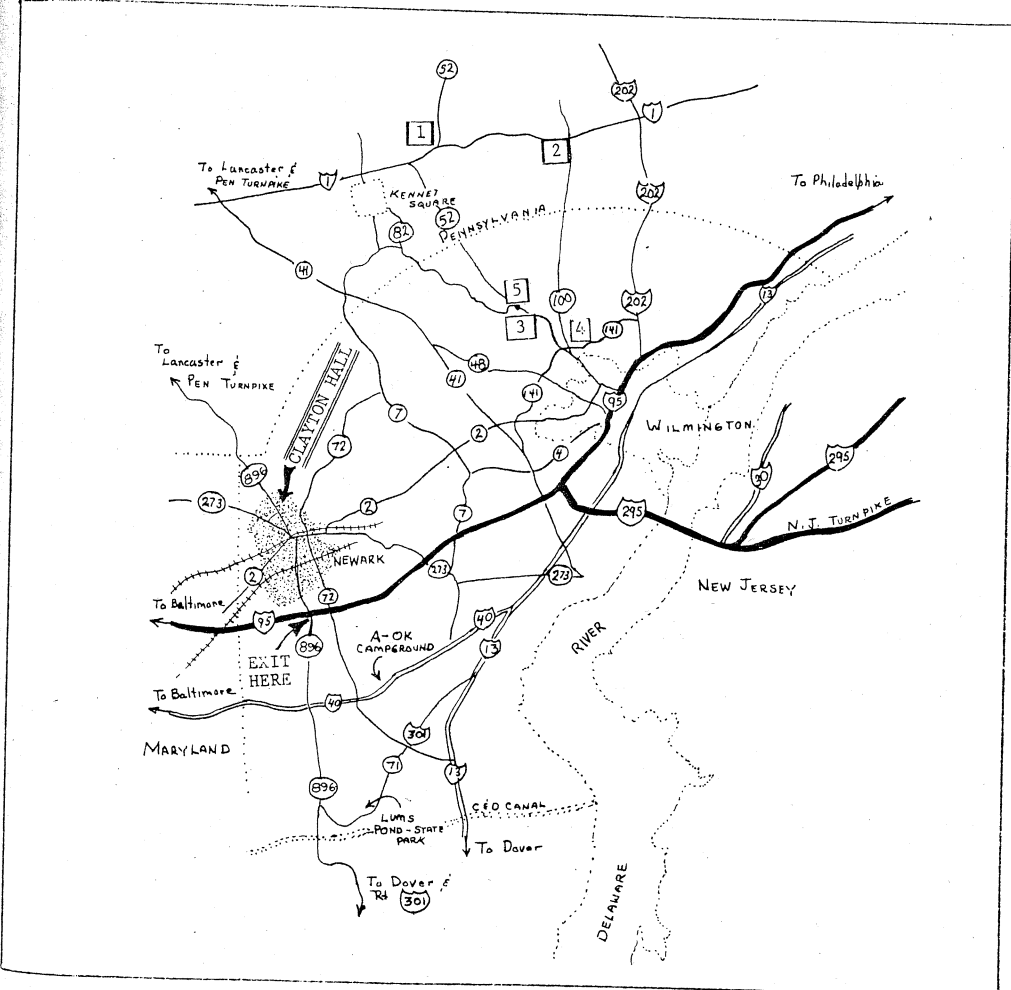 52
202
1
1
2
To Lancaster &
PEN TURNPIKE
1
KENNET
SQUARE
To Philadelphia
202
52
PENNSYLVANIA
82
41
5
100
202
13
3
4
141
To
Lancaster &
PEN TURNPIKE
CLAYTON HALL
48
41
141
95
7
WILMINGTON
72
2
4
295
896
30
273
2
7
295
N.J. TURNPIKE
NEWARK
273
273
2
72
NEW JERSEY
To Baltimore
95
40
896
A-OK
CAMPGROUND
13
RIVER
EXIT
HERE
To Baltimore
40
MARYLAND
301
71
13
896
C&D CANAL
LUMS
POND - STATE
PARK
To Dover
To Dover &
Rt 301
DELAWARE